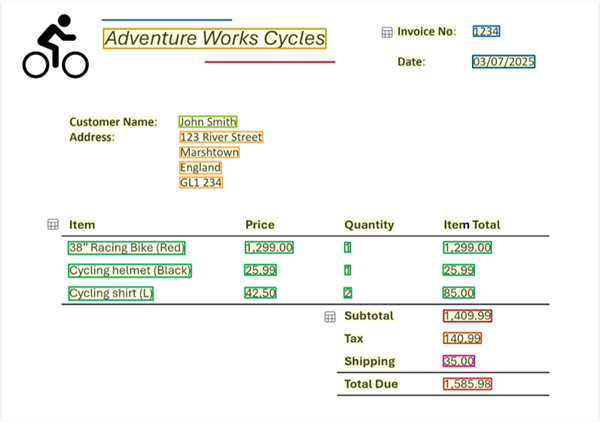 Adventure Works Cycles
Invoice No: 1234
Date: 03/07/2025
Customer Name: John Smith
Address: 123 River Street
Marshtown
England
GL1 234
Item Price Quantity Item Total
38" Racing Bike (Red) 1,299.00 1 1,299.00
Cycling helmet (Black) 25.99 1 25.99
Cycling shirt (L) 42.50 2 85.00
Subtotal 1,409.99
Tax 140.99
Shipping 35.00
Total Due 1,585.98